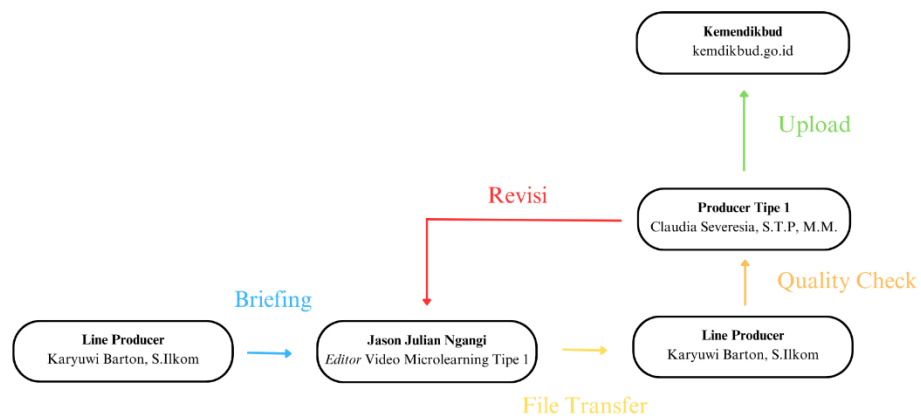 Kemendikbud
kemdikbud.go.id
Upload
Revisi
Producer Tipe 1
Claudia Severesia, S.T.P, M.M.
Quality Check
Briefing
Line Producer
Karyuwi Barton, S.Ilkom
Jason Julian Ngangi
Editor Video Microlearning Tipe 1
Line Producer
Karyuwi Barton, S.Ilkom
File Transfer